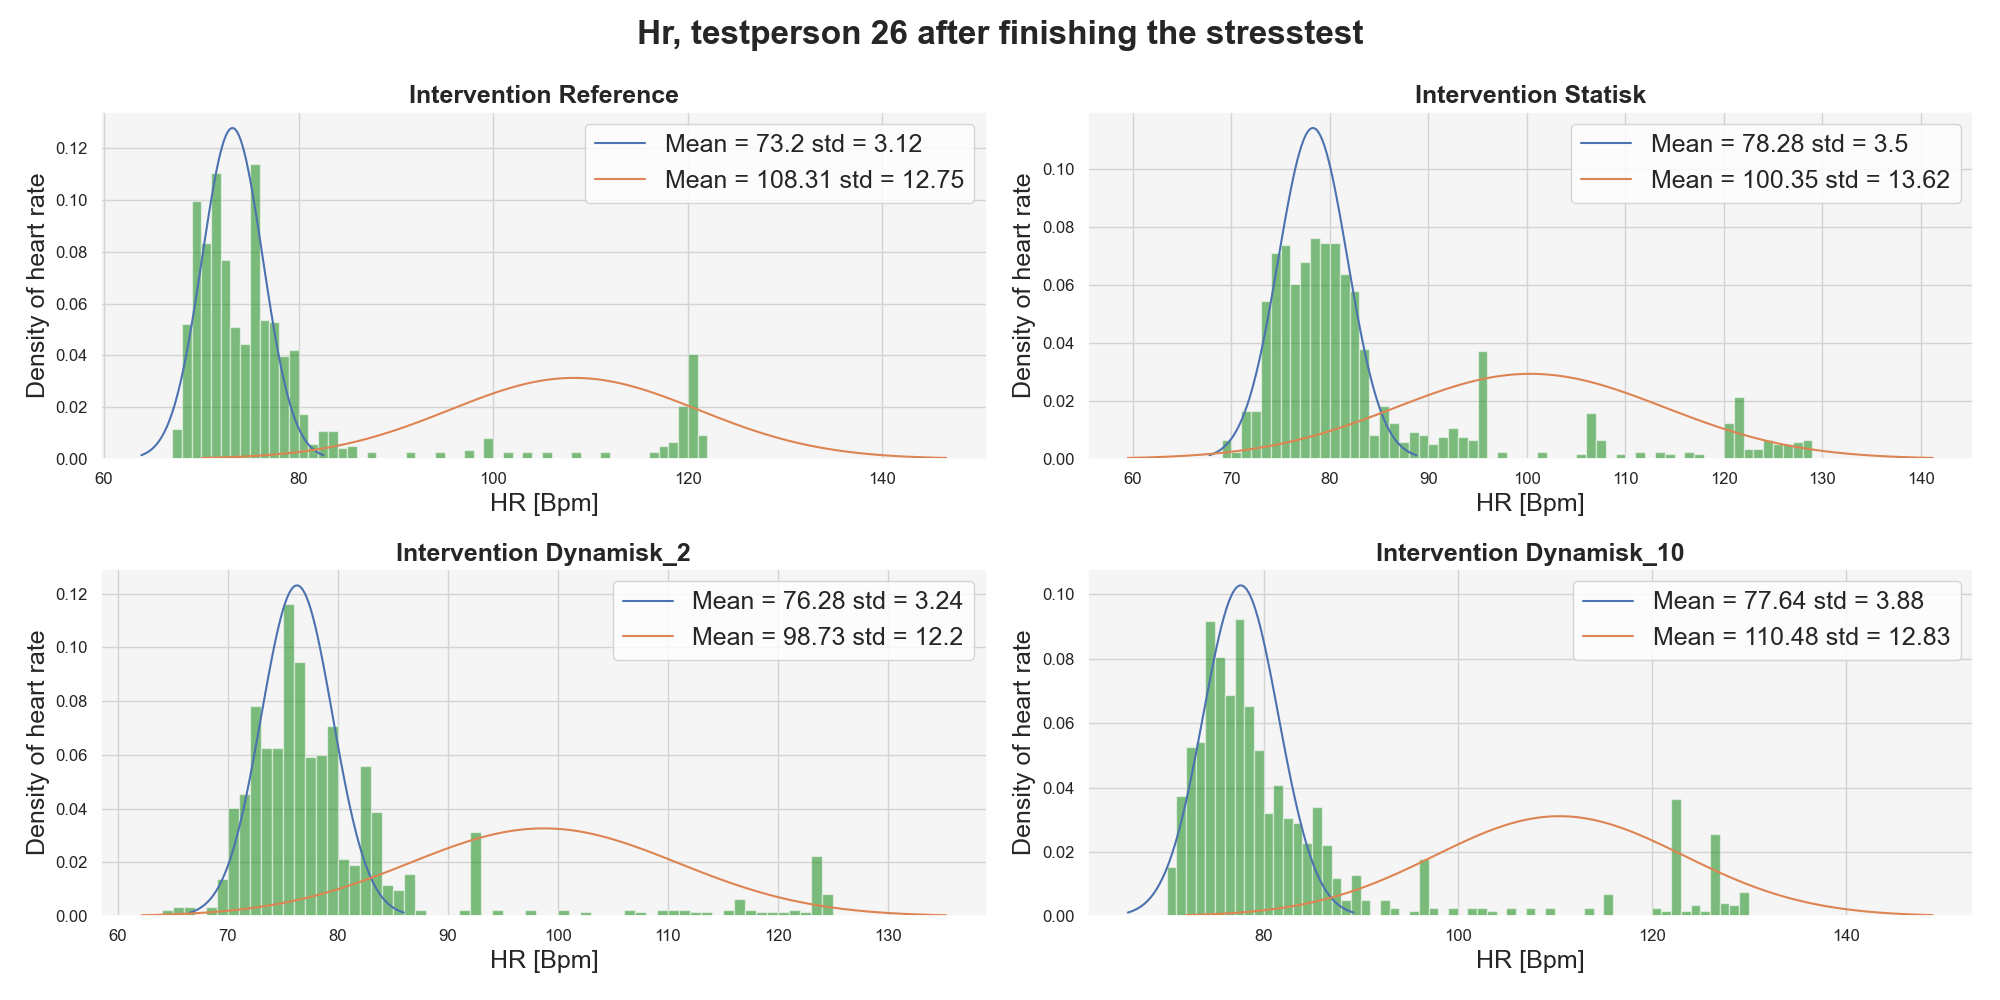 Hr, testperson 26 after finishing the stresstest
Intervention Reference
Mean = 73.2 std = 3.12
Mean = 108.31 std = 12.75
Density of heart rate
0.12
0.10
0.08
0.06
0.04
0.02
0.00
60 80 100 120 140
HR [Bpm]
Intervention Statisk
Mean = 78.28 std = 3.5
Mean = 100.35 std = 13.62
Density of heart rate
0.10
0.08
0.06
0.04
0.02
0.00
60 70 80 90 100 110 120 130 140
HR [Bpm]
Intervention Dynamisk_2
Mean = 76.28 std = 3.24
Mean = 98.73 std = 12.2
Density of heart rate
0.12
0.10
0.08
0.06
0.04
0.02
0.00
60 70 80 90 100 110 120 130
HR [Bpm]
Intervention Dynamisk_10
Mean = 77.64 std = 3.88
Mean = 110.48 std = 12.83
Density of heart rate
0.10
0.08
0.06
0.04
0.02
0.00
80 100 120 140
HR [Bpm]